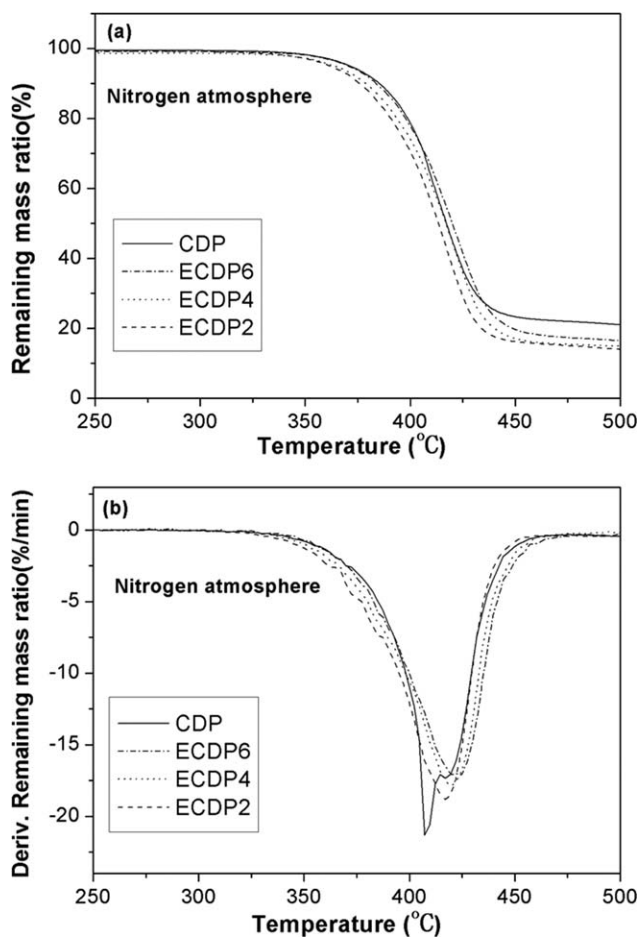 (a)
Nitrogen atmosphere
Remaining mass ratio(%)
100
80
60
40
20
0
CDP
ECDP6
ECDP4
ECDP2
250 300 350 400 450 500
Temperature (°C)
(b)
Nitrogen atmosphere
Deriv. Remaining mass ratio(%/min)
0
-5
-10
-15
-20
CDP
ECDP6
ECDP4
ECDP2
250 300 350 400 450 500
Temperature (°C)